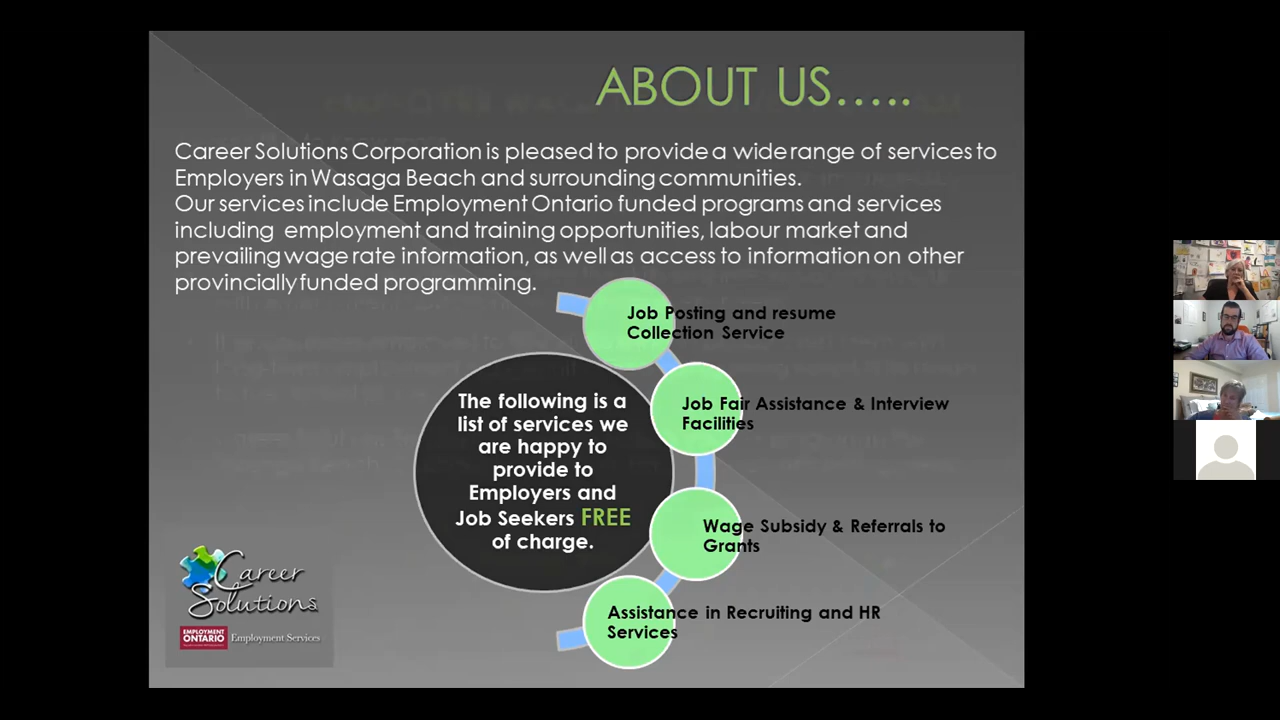 ABOUT US.....
Career Solutions Corporation is pleased to provide a wide range of services to
Employers in Wasaga Beach and surrounding communities.
Our services include Employment Ontario funded programs and services
including employment and training opportunities, labour market and
prevailing wage rate information, as well as access to information on other
provincially funded programming.
Job Posting and resume
Collection Service
Job Fair Assistance & Interview
Facilities
The following is a
list of services we
are happy to
provide to
Employers and
Job Seekers FREE
of charge.
Wage Subsidy & Referrals to
Grants
Assistance in Recruiting and HR
Services
Career
Solutions
EMPLOYMENT
ONTARIO
Employment Services